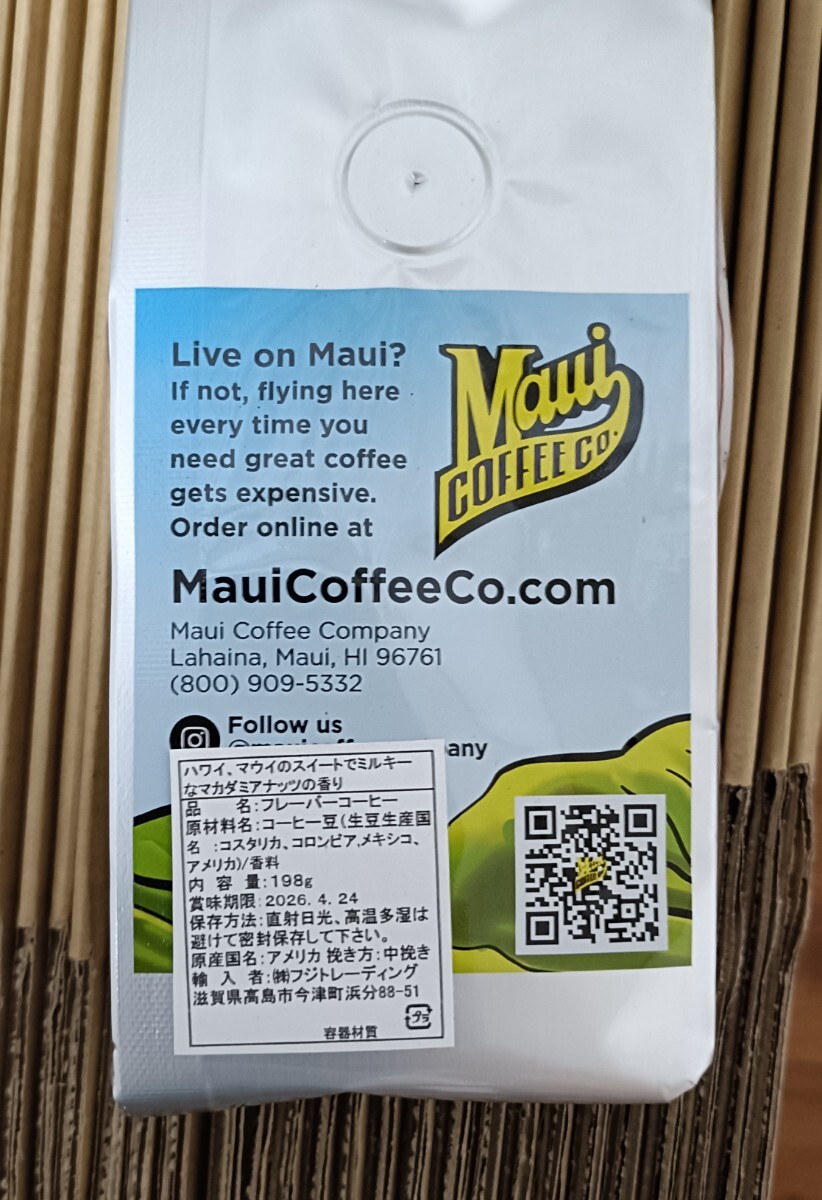 Live on Maui?
If not, flying here
every time you
need great coffee
gets expensive.
Order online at
Maui
COFFEE CO.
MauiCoffeeCo.com
Maui Coffee Company
Lahaina, Maui, HI 96761
(800) 909-5332
Follow us
any
ハワイ、マウイのスイートでミルキー
なマカダミアナッツの香り
品 名:フレーバーコーヒー
原材料名:コーヒー豆(生豆生産国
名 :コスタリカ、コロンビア,メキシコ、
アメリカ)/香料
内 容 量:198g
賞味期限:2026. 4. 24
保存方法:直射日光、高温多湿は
避けて密封保存して下さい。
原産国名:アメリカ 挽き方:中挽き
輸 入 者:㈱フジトレーディング
滋賀県高島市今津町浜分88-51
容器材質
プラ
Maui
COFFEE CO.